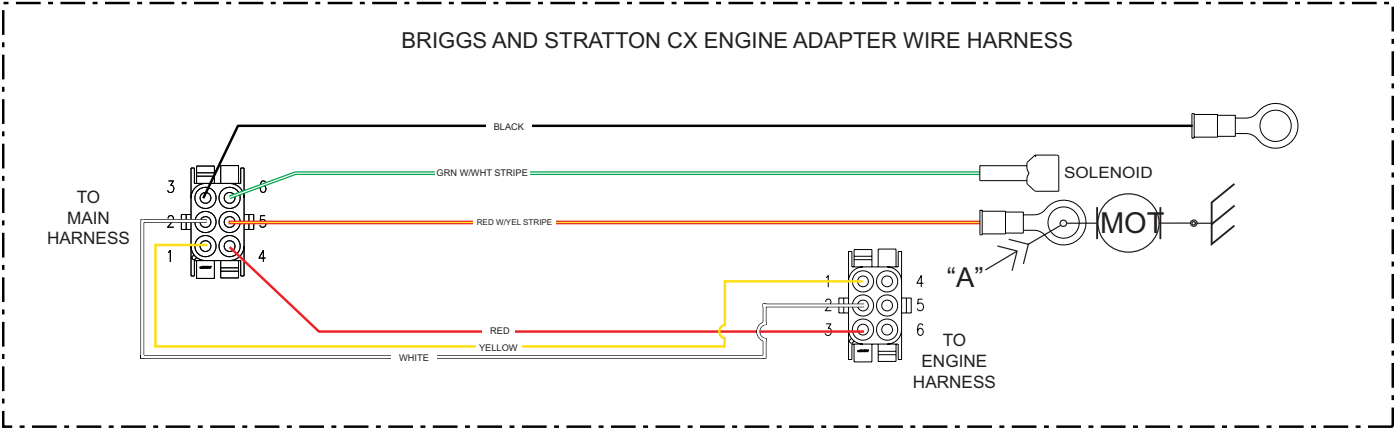 BRIGGS AND STRATTON CX ENGINE ADAPTER WIRE HARNESS
BLACK
GRN W/WHT STRIPE
SOLENOID
RED W/YEL STRIPE
MOT
"A"
TO
MAIN
HARNESS
3
6
2
5
1
4
1
4
2
5
3
6
RED
YELLOW
WHITE
TO
ENGINE
HARNESS